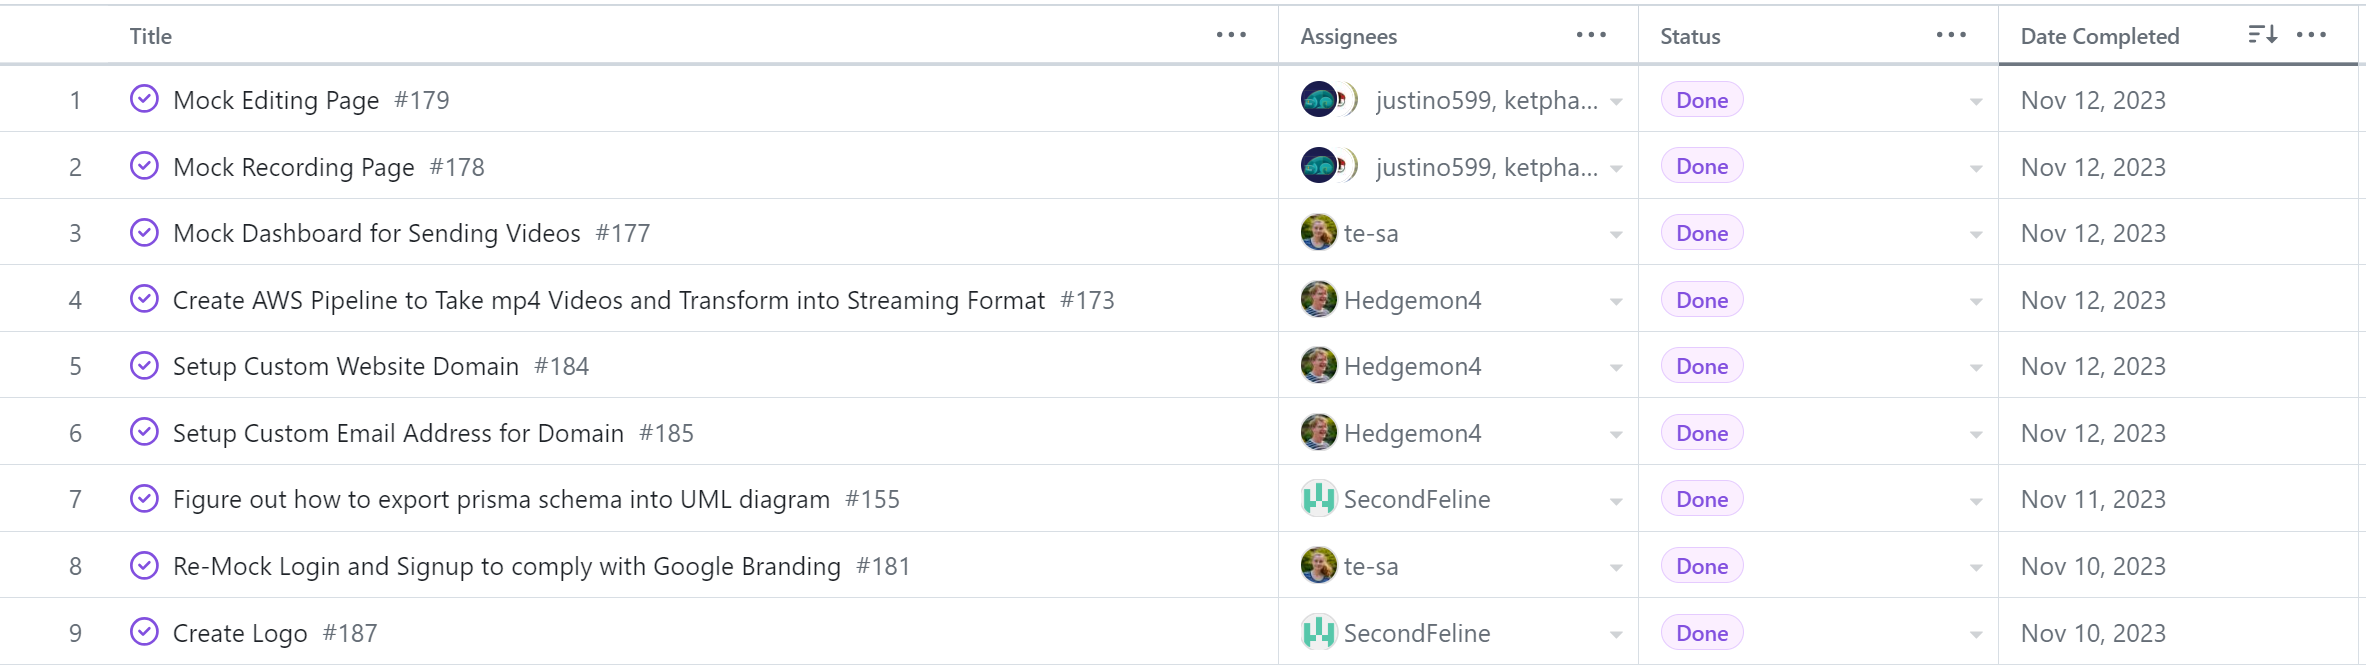 Title Assignees Status Date Completed
1 Mock Editing Page #179 justino599, ketpha... Done Nov 12, 2023
2 Mock Recording Page #178 justino599, ketpha... Done Nov 12, 2023
3 Mock Dashboard for Sending Videos #177 te-sa Done Nov 12, 2023
4 Create AWS Pipeline to Take mp4 Videos and Transform into Streaming Format #173 Hedgemon4 Done Nov 12, 2023
5 Setup Custom Website Domain #184 Hedgemon4 Done Nov 12, 2023
6 Setup Custom Email Address for Domain #185 Hedgemon4 Done Nov 12, 2023
7 Figure out how to export prisma schema into UML diagram #155 SecondFeline Done Nov 11, 2023
8 Re-Mock Login and Signup to comply with Google Branding #181 te-sa Done Nov 10, 2023
9 Create Logo #187 SecondFeline Done Nov 10, 2023